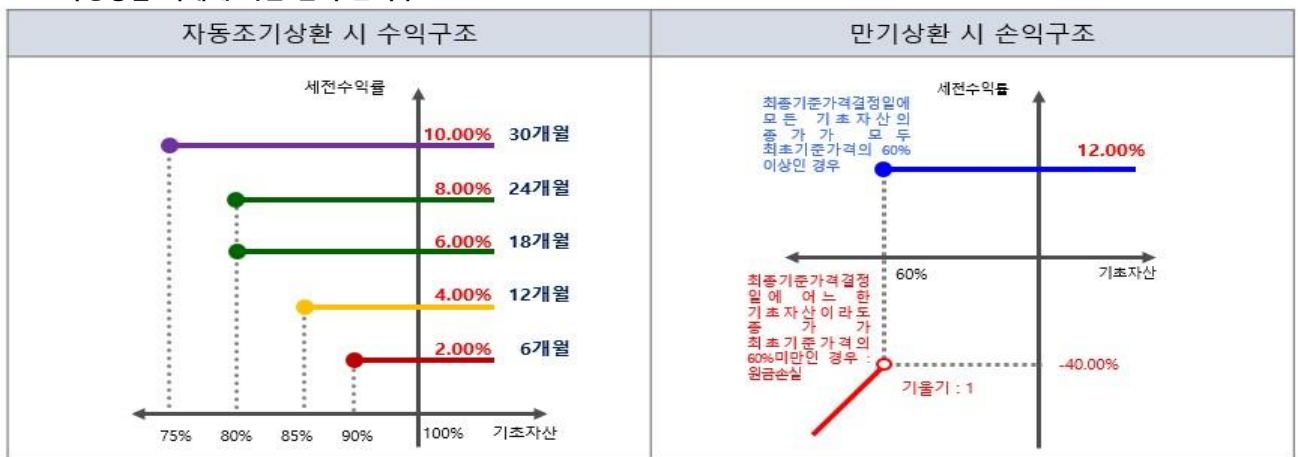 자동조기상환 시 수익구조
만기상환 시 손익구조
세전수익률
10.00% 30개월
8.00% 24개월
6.00% 18개월
4.00% 12개월
2.00% 6개월
75% 80% 85% 90% 100% 기초자산
세전수익률
최종기준가격결정일에
모든 기초자산의
종가가 모두
최초기준가격의 60%
이상인 경우
12.00%
60%
기초자산
최종기준가격결정
일에 어느 한
기초자산이라도
종가가
최초기준가격의
60%미만인 경우 :
원금손실
-40.00%
기울기 : 1